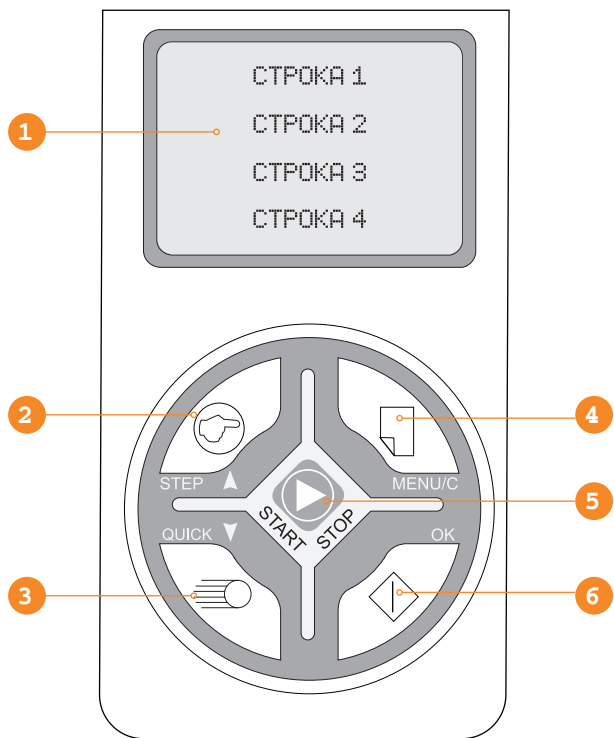 СТРОКА 1
1
СТРОКА 2
СТРОКА 3
СТРОКА 4
2
4
STEP
MENU/C
5
START STOP
QUICK
OK
3
6